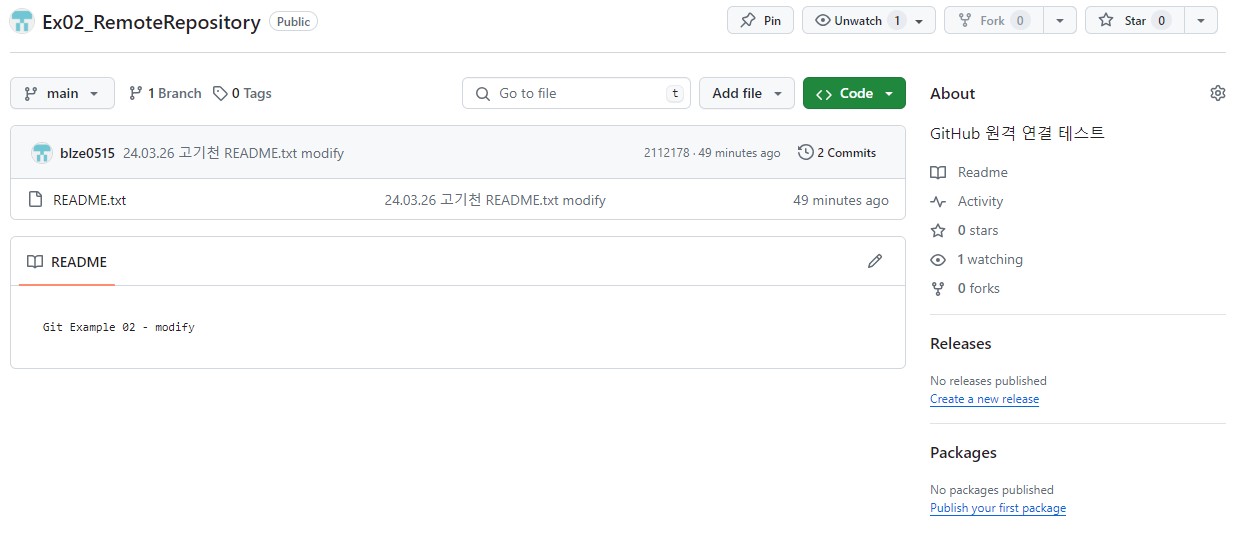 Ex02_RemoteRepository Public Pin Unwatch 1 Fork 0 Star 0
main 1 Branch 0 Tags Go to file t Add file Code
blze0515 24.03.26 고기천 README.txt modify 2112178 · 49 minutes ago 2 Commits
README.txt 24.03.26 고기천 README.txt modify 49 minutes ago
README
Git Example 02 - modify
About
GitHub 원격 연결 테스트
Readme
Activity
0 stars
1 watching
0 forks
Releases
No releases published
Create a new release
Packages
No packages published
Publish your first package